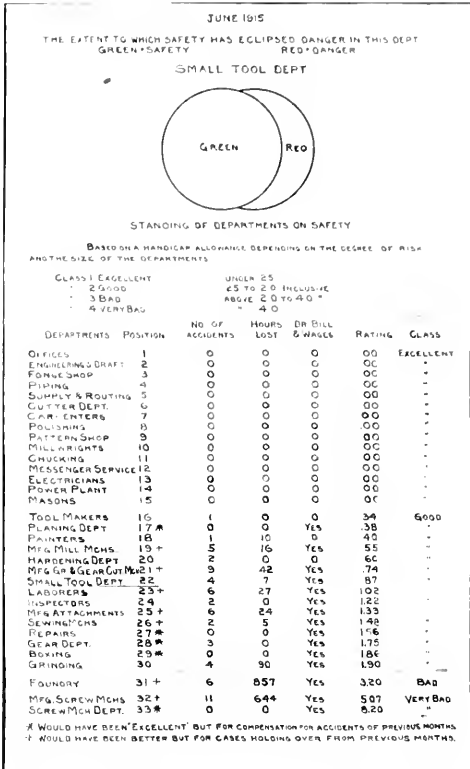 JUNE 1915
THE EXTENT TO WHICH SAFETY HAS ECLIPSED DANGER IN THIS DEPT
GREEN = SAFETY RED = DANGER
SMALL TOOL DEPT
GREEN RED
STANDING OF DEPARTMENTS ON SAFETY
BASED ON A HANDICAP ALLOWANCE DEPENDING ON THE DEGREE OF RISK
AND THE SIZE OF THE DEPARTMENTS
CLASS 1 EXCELLENT UNDER 25
" 2 GOOD 25 TO 2.0 INCLUSIVE
" 3 BAD ABOVE 2.0 TO 4.0 "
" 4 VERY BAD " 4.0
DEPARTMENTS POSITION NO OF ACCIDENTS HOURS LOST DR BILL & WAGES RATING CLASS
OFFICES 1 0 0 0 00 EXCELLENT
ENGINEERING & DRAFT 2 0 0 0 00 "
FORGE SHOP 3 0 0 0 00 "
PIPING 4 0 0 0 00 "
SUPPLY & ROUTING 5 0 0 0 00 "
CUTTER DEPT. 6 0 0 0 00 "
CARPENTERS 7 0 0 0 00 "
POLISHING 8 0 0 0 .00 "
PATTERN SHOP 9 0 0 0 00 "
MILLWRIGHTS 10 0 0 0 00 "
CHUCKING 11 0 0 0 00 "
MESSENGER SERVICE 12 0 0 0 00 "
ELECTRICIANS 13 0 0 0 00 "
POWER PLANT 14 0 0 0 00 "
MASONS 15 0 0 0 00 "
TOOL MAKERS 16 1 0 0 34 GOOD
PLANING DEPT 17 * 0 0 YES .38 "
PAINTERS 18 1 10 0 40 "
MFG MILL MCHS. 19 + 5 16 YES 55 "
HARDENING DEPT 20 2 0 0 60 "
MFG GR & GEAR CUT MCHS 21 + 9 42 YES .74 "
SMALL TOOL DEPT. 22 4 7 YES 87 "
LABORERS 23 + 6 27 YES 1.02 "
INSPECTORS 24 2 0 YES 1.22 "
MFG ATTACHMENTS 25 + 6 24 YES 1.33 "
SEWING MCHS 26 + 2 5 YES 1.48 "
REPAIRS 27 * 0 0 YES 1.56 "
GEAR DEPT. 28 * 3 0 YES 1.75 "
BOXING 29 * 0 0 YES 1.86 "
GRINDING 30 4 90 YES 1.90 "
FOUNDRY 31 + 6 857 YES 3.20 BAD
MFG. SCREW MCHS 32 + 11 644 YES 5.07 VERY BAD
SCREW MCH DEPT. 33 * 0 0 YES 8.20 "
* WOULD HAVE BEEN "EXCELLENT" BUT FOR COMPENSATION FOR ACCIDENTS OF PREVIOUS MONTHS.
+ WOULD HAVE BEEN BETTER BUT FOR CASES HOLDING OVER FROM PREVIOUS MONTHS.